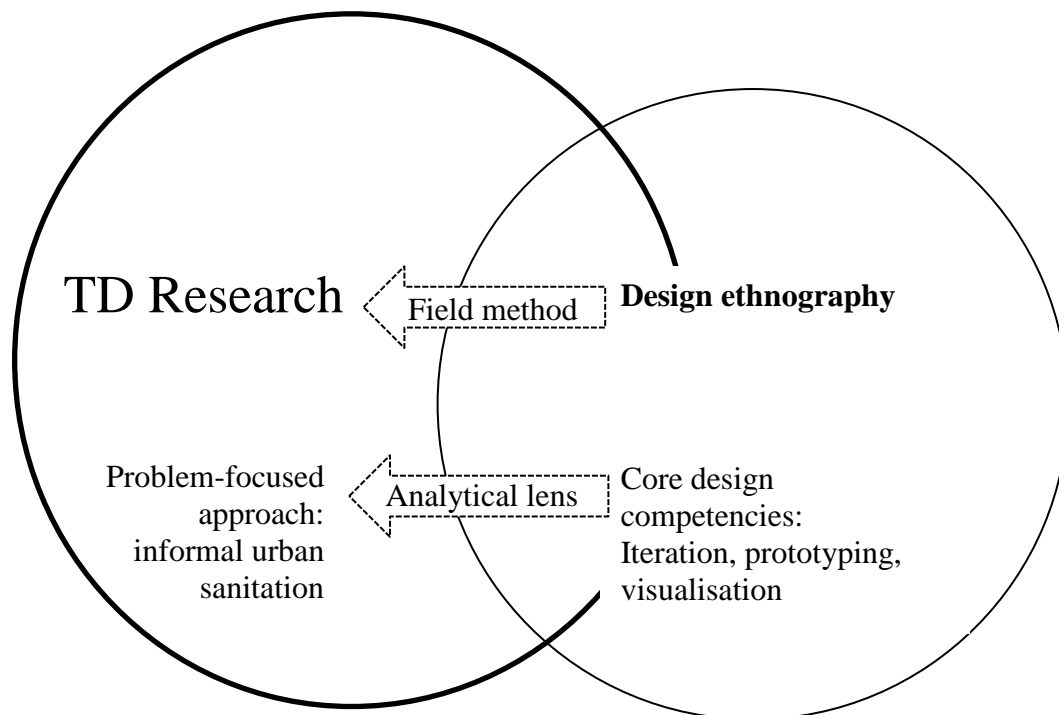 TD Research
Field method
Design ethnography
Problem-focused
approach:
informal urban
sanitation
Analytical lens
Core design
competencies:
Iteration, prototyping,
visualisation